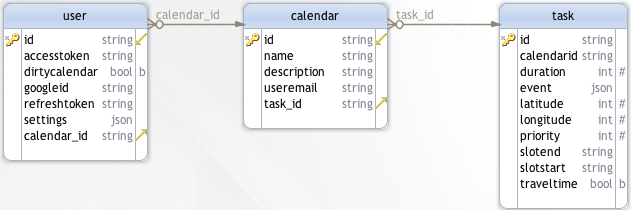 user
id string
accesstoken string
dirtycalendar bool b
googleid string
refreshtoken string
settings json
calendar_id string
calendar_id
calendar
id string
name string
description string
useremail string
task_id string
task_id
task
id string
calendarid string
duration int #
event json
latitude int #
longitude int #
priority int #
slotend string
slotstart string
traveltime bool b